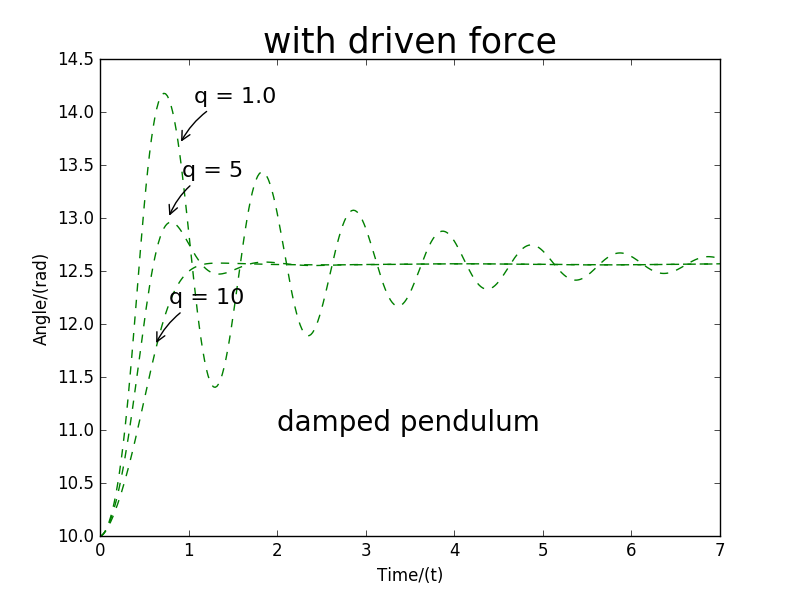 with driven force
14.5
14.0
13.5
13.0
12.5
12.0
11.5
11.0
10.5
10.0
Angle/(rad)
q = 1.0
q = 5
q = 10
damped pendulum
0 1 2 3 4 5 6 7
Time/(t)